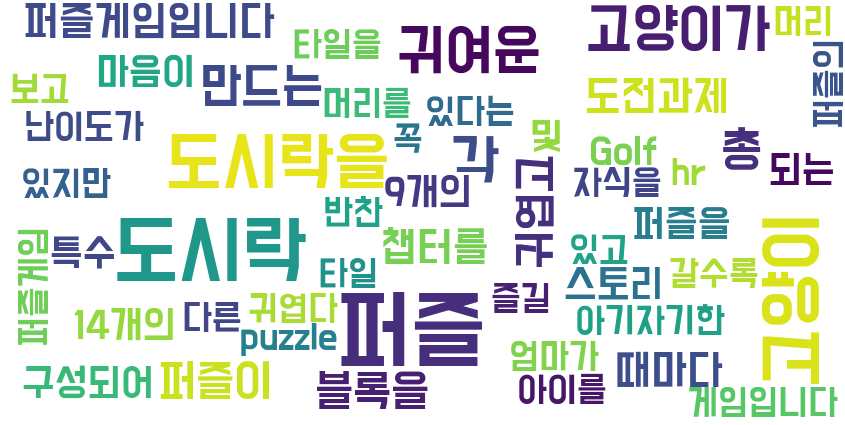 퍼즐게임입니다
타일을
귀여운
고양이가
머리
퍼즐인
보고
마음이
만드는
머리를
있다는
도전과제
난이도가
도시락을
꼭
각
및
Golf
총
hr
되는
있지만
9개의
귀엽고
자식을
반찬
퍼즐을
도시락
챕터를
있고
고양이
퍼즐게임
특수
타일
스토리
갈수록
즐길
퍼즐
14개의
다른
귀엽다
아기자기한
puzzle
엄마가
구성되어
퍼즐이
블록을
아이를
때마다
게임입니다